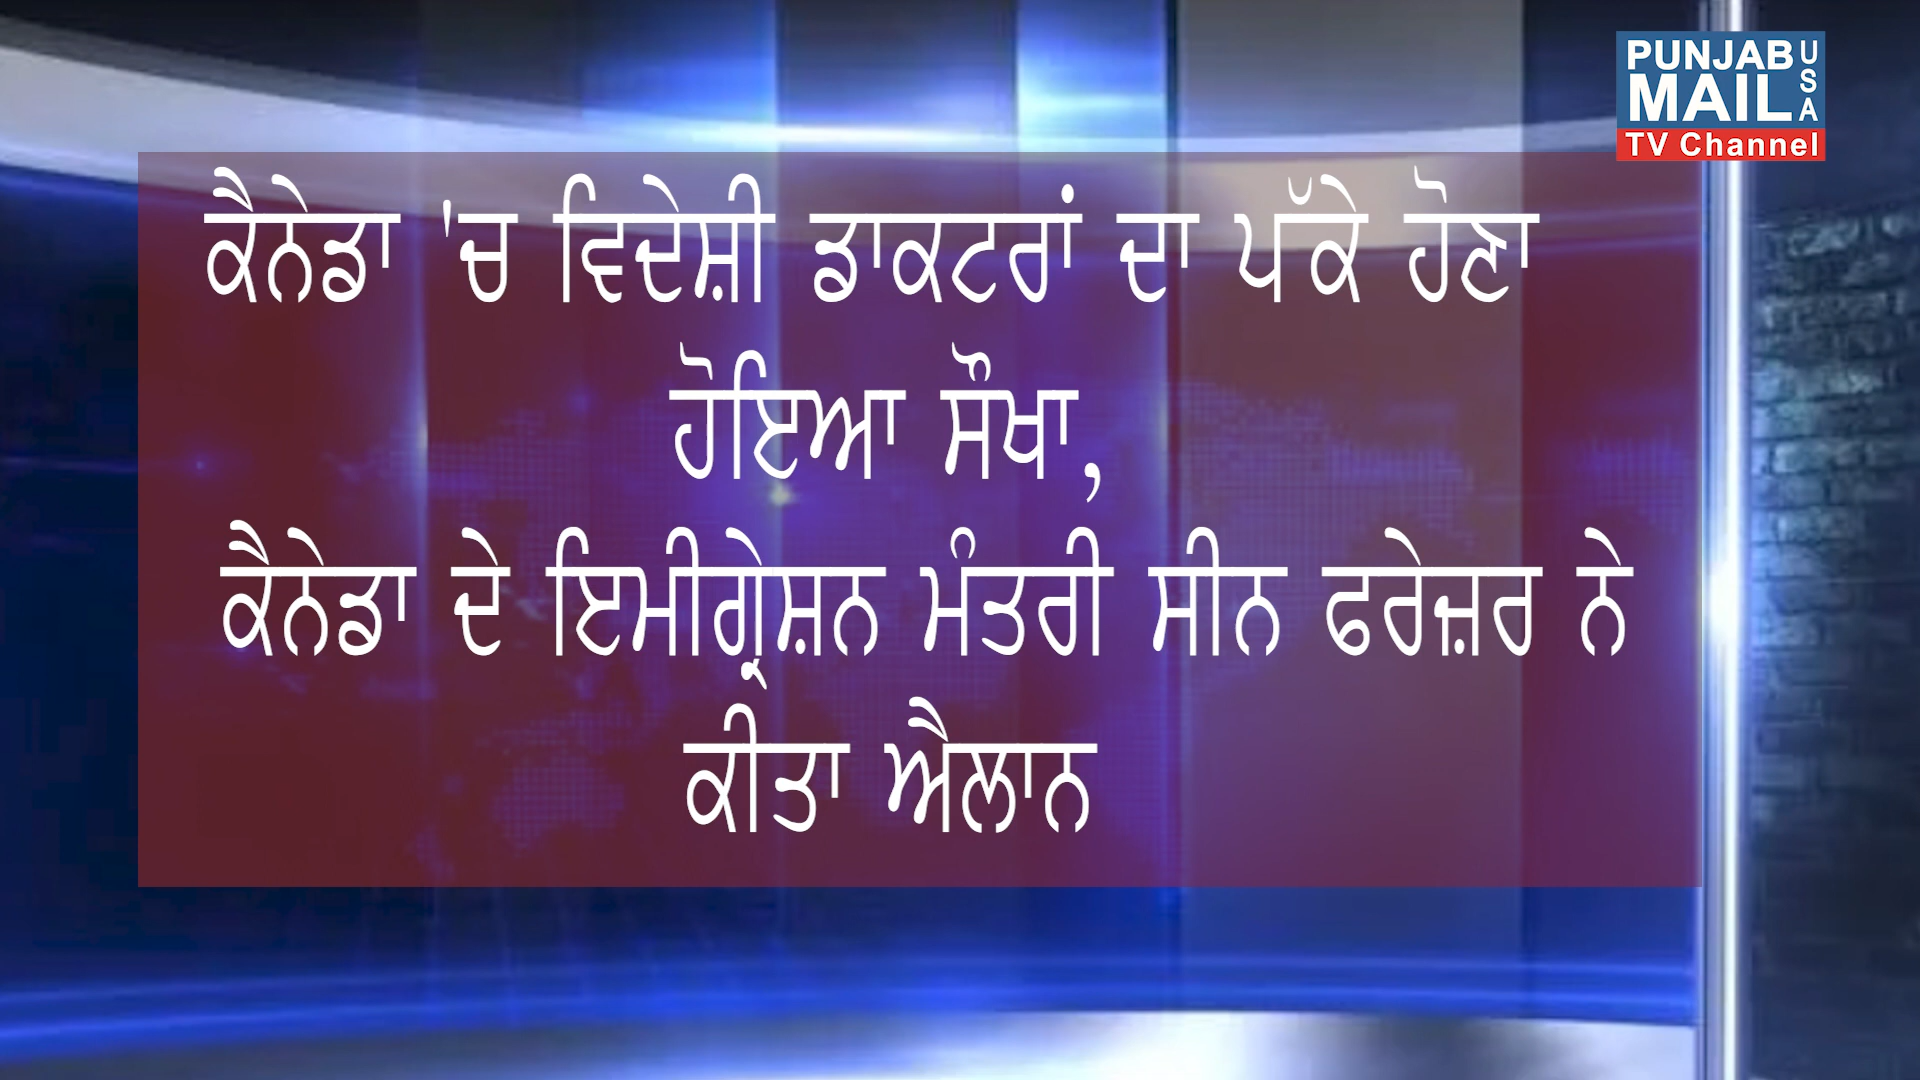 PUNJAB USA
MAIL
TV Channel
ਕੈਨੇਡਾ 'ਚ ਵਿਦੇਸ਼ੀ ਡਾਕਟਰਾਂ ਦਾ ਪੱਕੇ ਹੋਣਾ
ਹੋਇਆ ਸੌਖਾ,
ਕੈਨੇਡਾ ਦੇ ਇਮੀਗ੍ਰੇਸ਼ਨ ਮੰਤਰੀ ਸੀਨ ਫਰੇਜ਼ਰ ਨੇ
ਕੀਤਾ ਐਲਾਨ